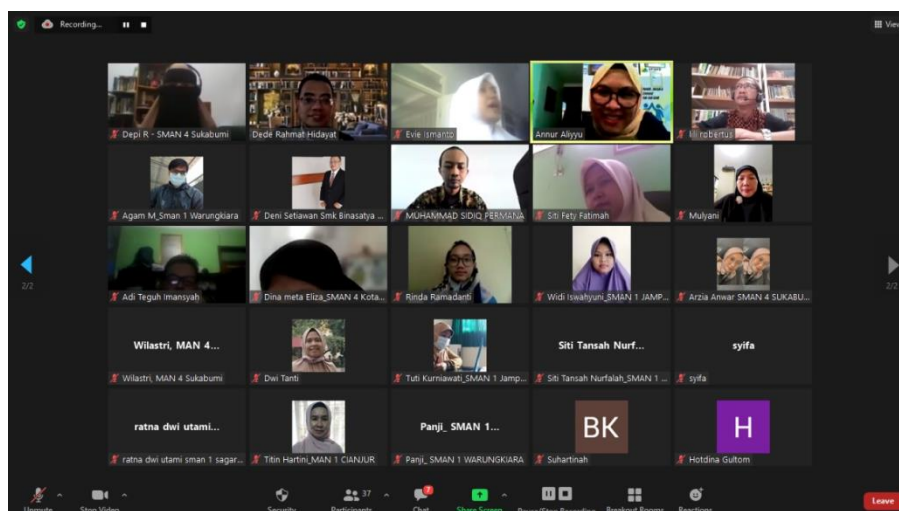 Recording...
View
Depi R - SMAN 4 Sukabumi
Dede Rahmat Hidayat
Evie Ismanto
Annur Aliyyu
lili robertus
Agam M_Sman 1 Warungkiara
Deni Setiawan Smk Binasatya ...
MUHAMMAD SIDIQ PERMANA
Siti Fety Fatimah
Mulyani
2/2
2/2
Adi Teguh Imansyah
Dina meta Eliza_SMAN 4 Kota...
Rinda Ramadanti
Widi Iswahyuni_SMAN 1 JAMP...
Arzia Anwar SMAN 4 SUKABU...
Wilastri, MAN 4...
Siti Tansah Nurf...
syifa
Wilastri, MAN 4 Sukabumi
Dwi Tanti
Tuti Kurniawati_SMAN 1 Jamp...
Siti Tansah Nurfalah_SMAN 1 ...
syifa
ratna dwi utami...
Panji_ SMAN 1...
BK
H
ratna dwi utami sman 1 sagar...
Titin Hartini_MAN 1 CIANJUR
Panji_ SMAN 1 WARUNGKIARA
Suhartinah
Hotdina Gultom
37
7
Unmute
Stop Video
Security
Participants
Chat
Share Screen
Pause/Stop Recording
Breakout Rooms
Reactions
Leave